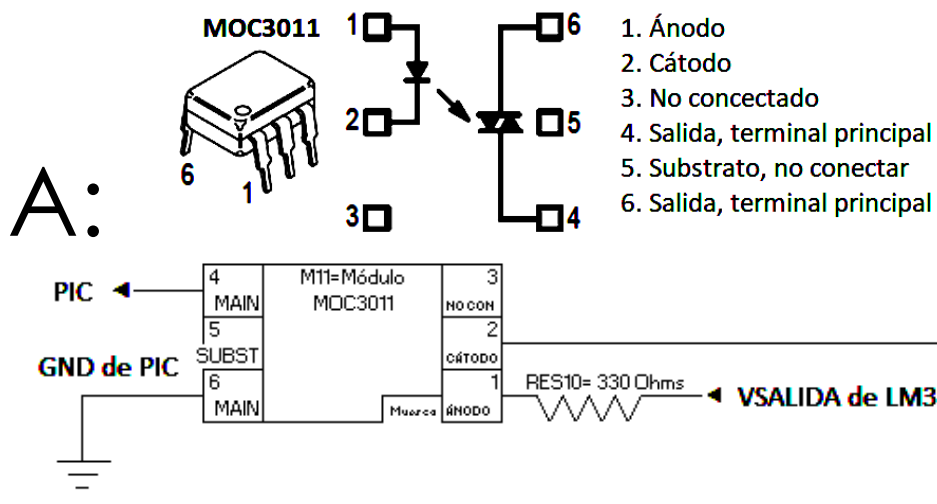 MOC3011
1
2
3
6
5
4
1. Ánodo
2. Cátodo
3. No concectado
4. Salida, terminal principal
5. Substrato, no conectar
6. Salida, terminal principal
6
1
A:
PIC
4
MAIN
M11=Módulo
MOC3011
3
NO CON
GND de PIC
5
SUBST
2
CÁTODO
6
MAIN
Muesca
1
ÁNODO
RES10= 330 Ohms
VSALIDA de LM3